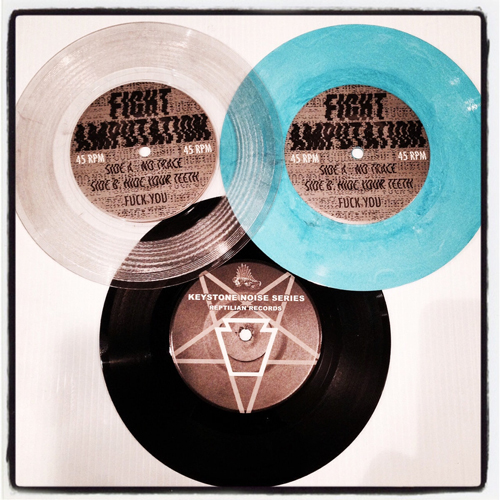 FIGHT
AMPUTATION
45 RPM 45 RPM
SIDE A. NO TRACE
SIDE B. HIDE YOUR TEETH
FUCK YOU
FIGHT
AMPUTATION
45 RPM 45 RPM
SIDE A. NO TRACE
SIDE B. HIDE YOUR TEETH
FUCK YOU
KEYSTONE NOISE SERIES
REPTILIAN RECORDS